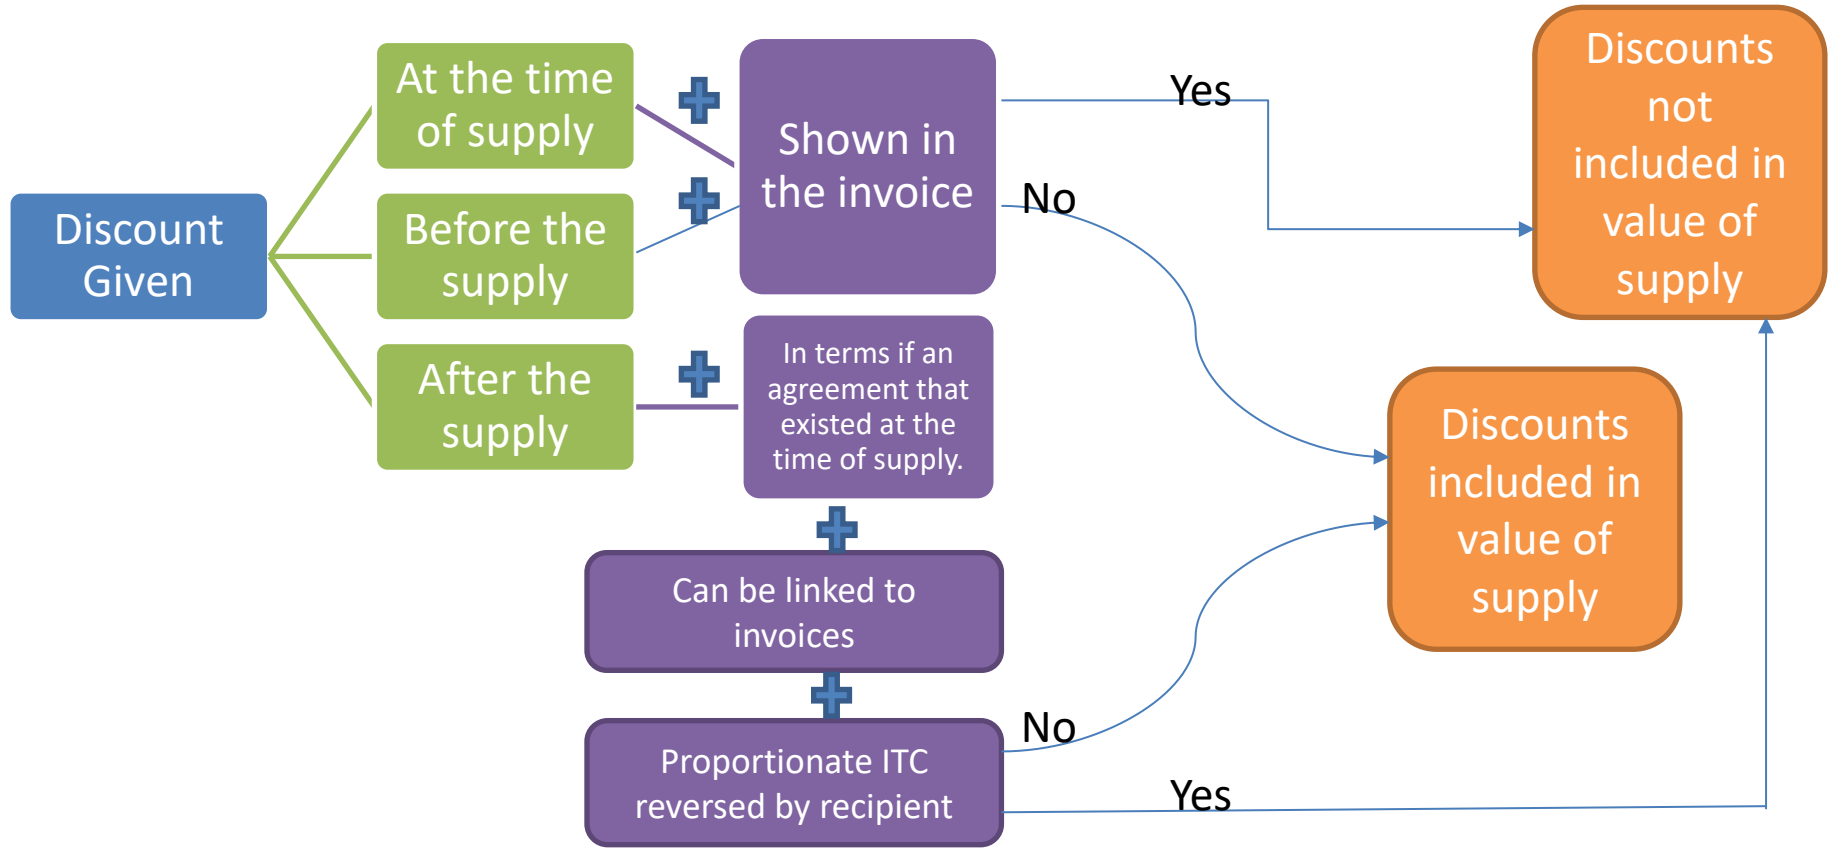 Discount
Given
At the time
of supply
Before the
supply
After the
supply
Shown in
the invoice
In terms if an
agreement that
existed at the
time of supply.
Can be linked to
invoices
Proportionate ITC
reversed by recipient
Yes
No
No
Yes
Discounts
not
included in
value of
supply
Discounts
included in
value of
supply